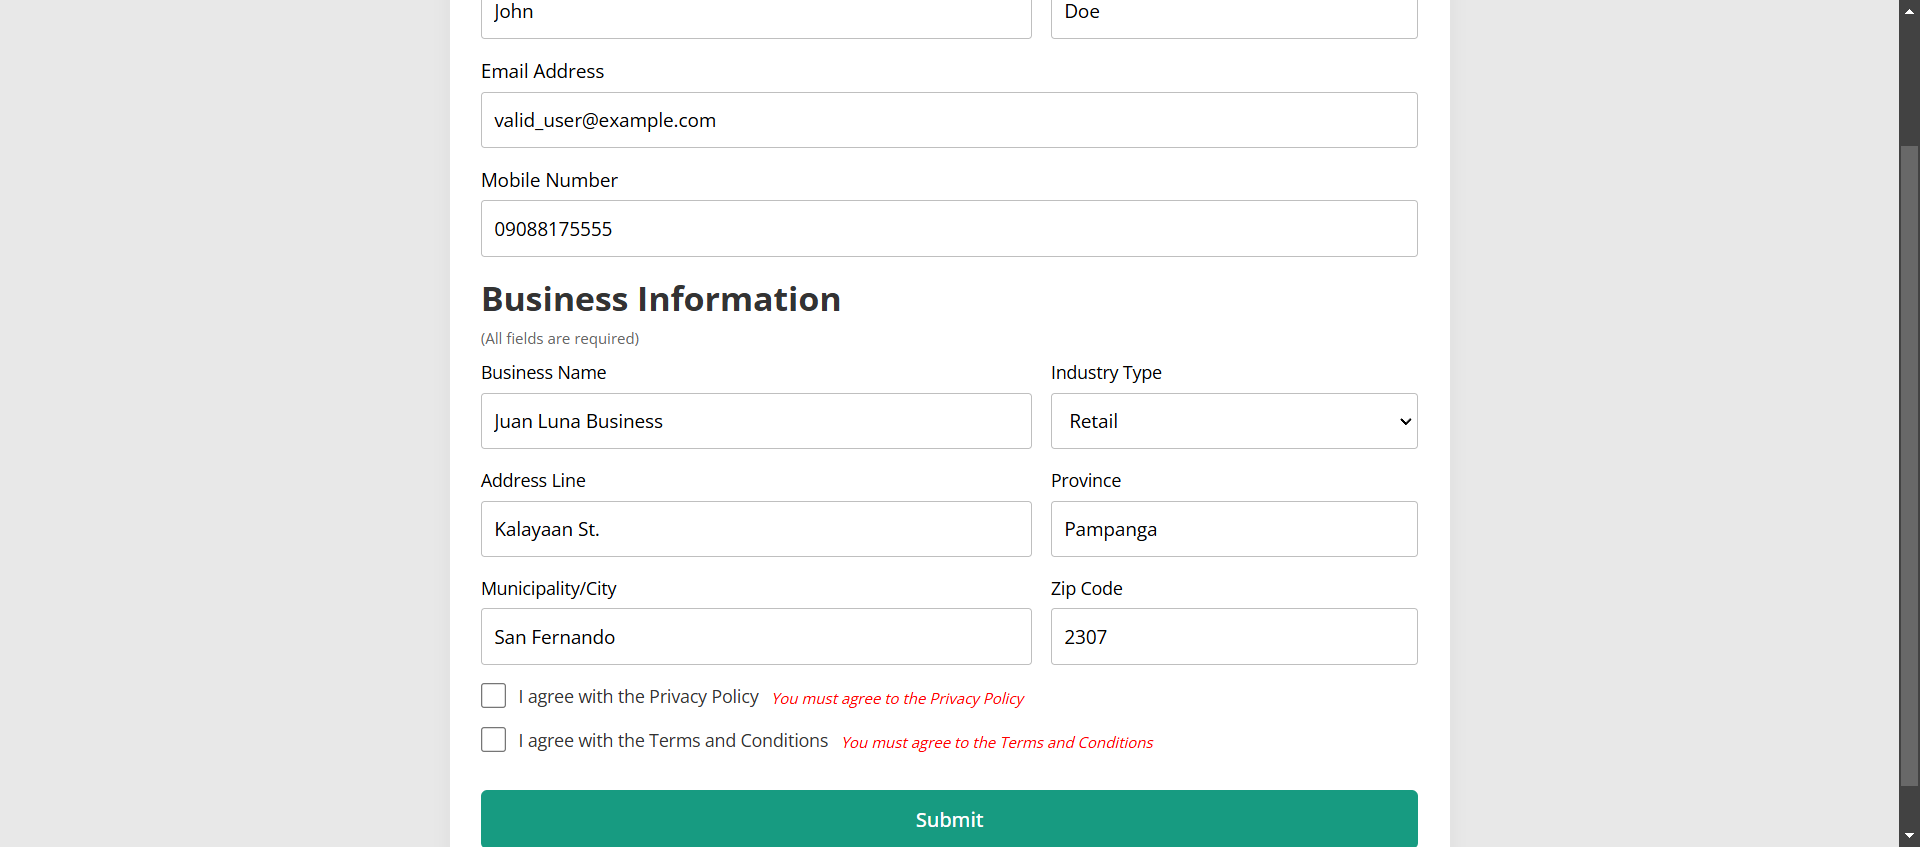 John Doe
Email Address
valid_user@example.com
Mobile Number
09088175555
Business Information
(All fields are required)
Business Name Industry Type
Juan Luna Business Retail
Address Line Province
Kalayaan St. Pampanga
Municipality/City Zip Code
San Fernando 2307
I agree with the Privacy Policy You must agree to the Privacy Policy
I agree with the Terms and Conditions You must agree to the Terms and Conditions
Submit